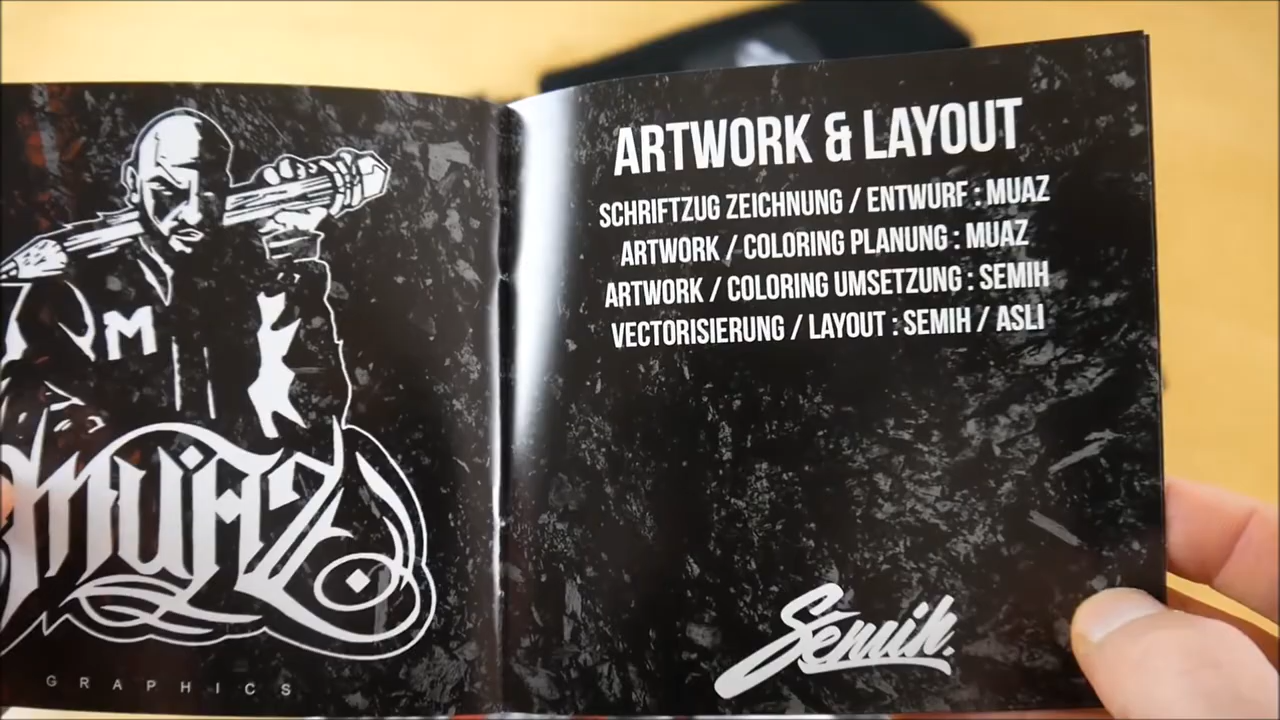 M
MUAZ
GRAPHICS
ARTWORK & LAYOUT
SCHRIFTZUG ZEICHNUNG / ENTWURF : MUAZ
ARTWORK / COLORING PLANUNG : MUAZ
ARTWORK / COLORING UMSETZUNG : SEMIH
VECTORISIERUNG / LAYOUT : SEMIH / ASLI
Semih.